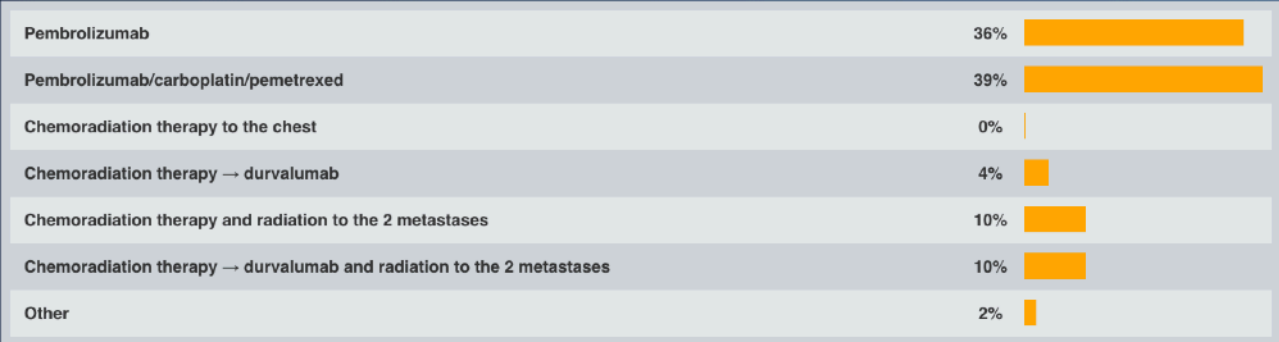 Pembrolizumab 36%
Pembrolizumab/carboplatin/pemetrexed 39%
Chemoradiation therapy to the chest 0%
Chemoradiation therapy → durvalumab 4%
Chemoradiation therapy and radiation to the 2 metastases 10%
Chemoradiation therapy → durvalumab and radiation to the 2 metastases 10%
Other 2%